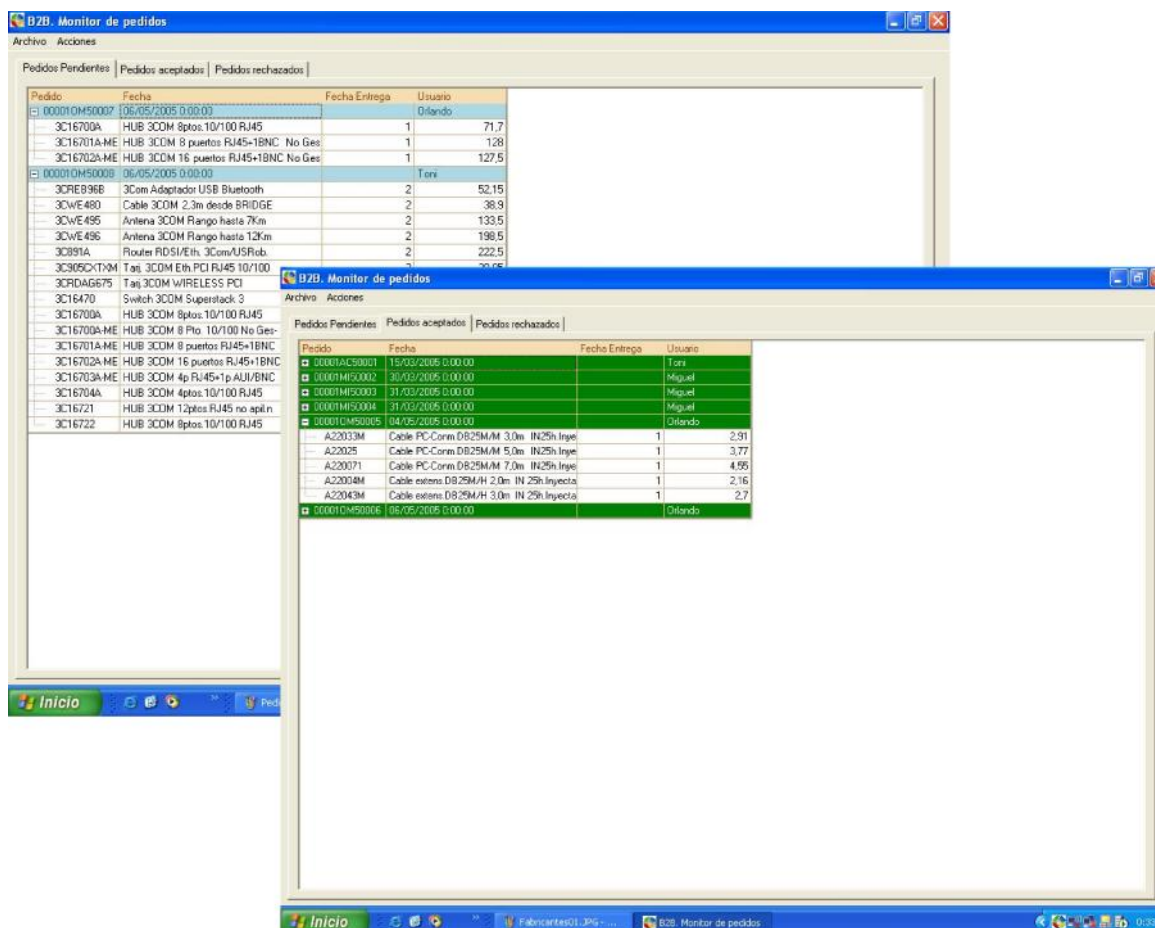 B2B. Monitor de pedidos
Archivo Acciones
Pedidos Pendientes Pedidos aceptados Pedidos rechazados
Pedido Fecha Fecha Entrega Usuario
00001OM50007 06/05/2005 0:00:00 Orlando
3C16700A HUB 3COM 8ptos.10/100 RJ45 1 71,7
3C16701A-ME HUB 3COM 8 puertos RJ45+1BNC No Ges 1 128
3C16702A-ME HUB 3COM 16 puertos RJ45+1BNC No Ges 1 127,5
00001OM50008 06/05/2005 0:00:00 Toni
3CREB96B 3Com Adaptador USB Bluetooth 2 52,15
3CWE480 Cable 3COM 2,3m desde BRIDGE 2 38,9
3CWE495 Antena 3COM Rango hasta 7Km 2 133,5
3CWE496 Antena 3COM Rango hasta 12Km 2 198,5
3C891A Router RDSI/Eth. 3Com/USRob. 2 222,5
3C905CXTXM Tarj. 3COM Eth.PCI RJ45 10/100
3CRDAG675 Tarj.3COM WIRELESS PCI
3C16470 Switch 3COM Superstack 3
3C16700A HUB 3COM 8ptos.10/100 RJ45
3C16700A-ME HUB 3COM 8 Pto. 10/100 No Ges-
3C16701A-ME HUB 3COM 8 puertos RJ45+1BNC
3C16702A-ME HUB 3COM 16 puertos RJ45+1BNC
3C16703A-ME HUB 3COM 4p RJ45+1p AUI/BNC
3C16704A HUB 3COM 4ptos.10/100 RJ45
3C16721 HUB 3COM 12ptos RJ45 no apil.n
3C16722 HUB 3COM 8ptos.10/100 RJ45
Inicio
B2B. Monitor de pedidos
Archivo Acciones
Pedidos Pendientes Pedidos aceptados Pedidos rechazados
Pedido Fecha Fecha Entrega Usuario
00001AC50001 15/03/2005 0:00:00 Toni
00001MI50002 30/03/2005 0:00:00 Miguel
00001MI50003 31/03/2005 0:00:00 Miguel
00001MI50004 31/03/2005 0:00:00 Miguel
00001OM50005 04/05/2005 0:00:00 Orlando
A22033M Cable PC-Conm.DB25M/M 3,0m IN25h.Inye 1 2,91
A22025 Cable PC-Conm.DB25M/M 5,0m IN25h.Inye 1 3,77
A220071 Cable PC-Conm.DB25M/M 7,0m IN25h.Inye 1 4,55
A22004M Cable extens.DB25M/H 2,0m IN 25h.Inyecta 1 2,16
A22043M Cable extens.DB25M/H 3,0m IN 25h.Inyecta 1 2,7
00001OM50006 06/05/2005 0:00:00 Orlando
Inicio Fabricantes01.JPG - ... B2B. Monitor de pedidos 0:33